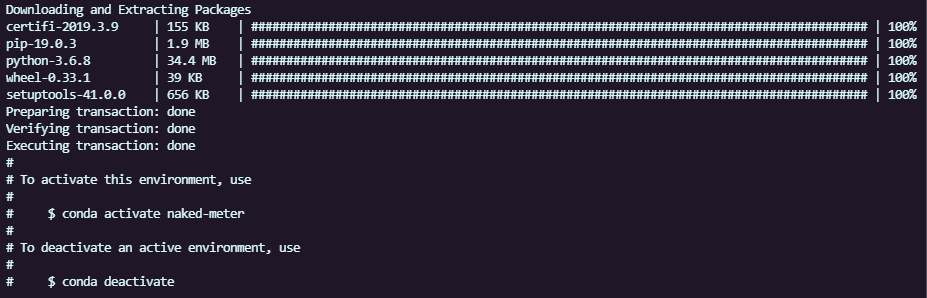 Downloading and Extracting Packages
certifi-2019.3.9     | 155 KB    | ######################################################################################## | 100%
pip-19.0.3           | 1.9 MB    | ######################################################################################## | 100%
python-3.6.8         | 34.4 MB   | ######################################################################################## | 100%
wheel-0.33.1         | 39 KB     | ######################################################################################## | 100%
setuptools-41.0.0    | 656 KB    | ######################################################################################## | 100%
Preparing transaction: done
Verifying transaction: done
Executing transaction: done
#
# To activate this environment, use
#
#     $ conda activate naked-meter
#
# To deactivate an active environment, use
#
#     $ conda deactivate